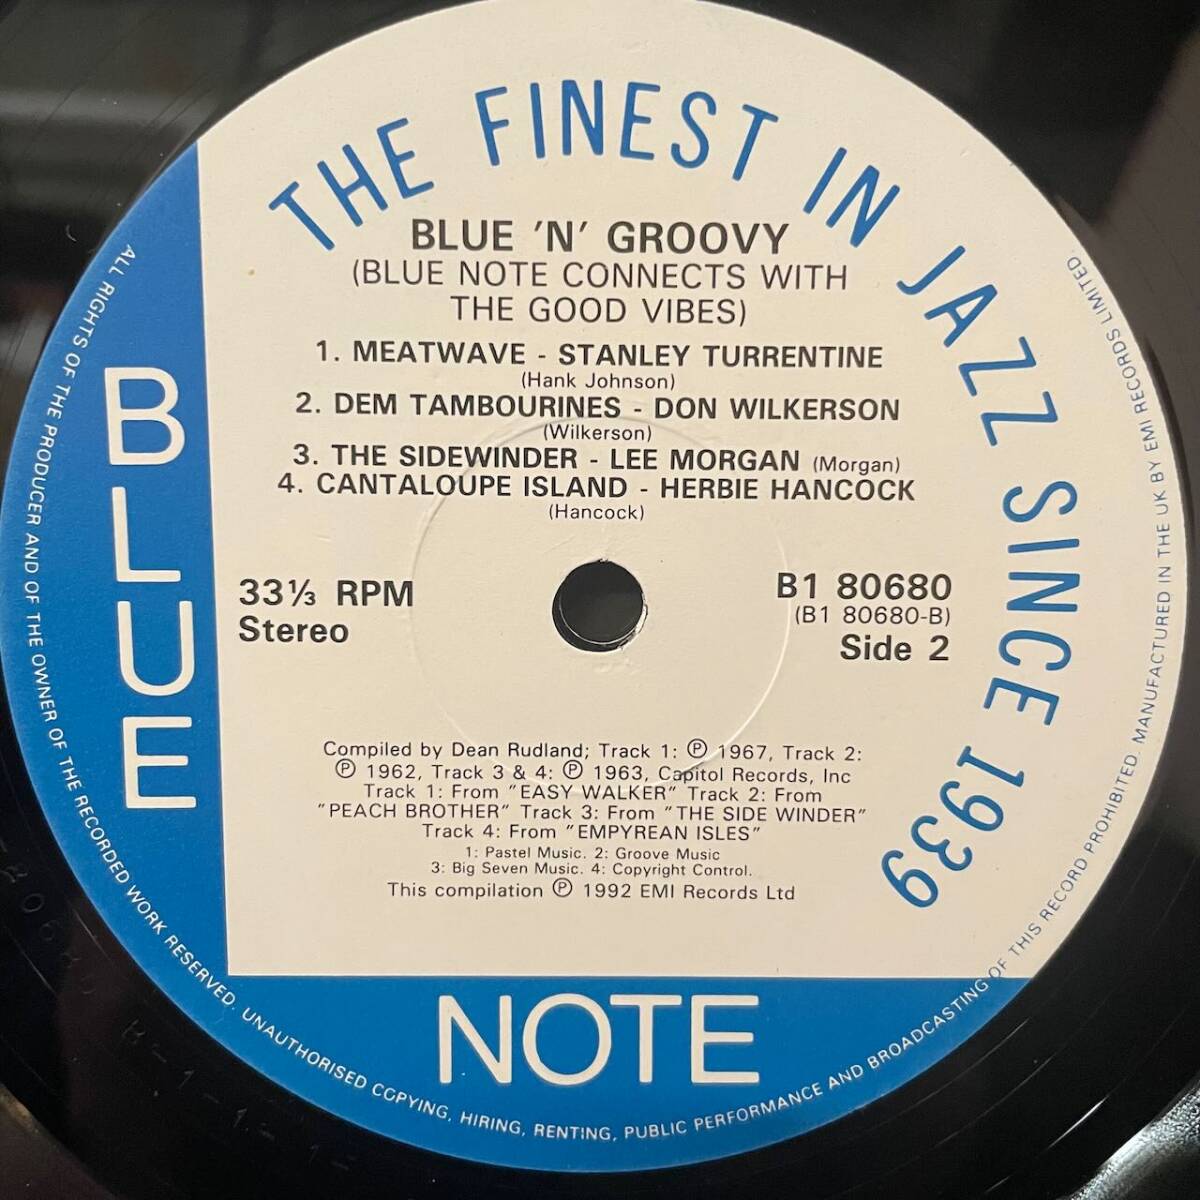 THE FINEST IN JAZZ SINCE 1939
BLUE 'N' GROOVY
(BLUE NOTE CONNECTS WITH
THE GOOD VIBES)
1. MEATWAVE - STANLEY TURRENTINE
(Hank Johnson)
2. DEM TAMBOURINES - DON WILKERSON
(Wilkerson)
3. THE SIDEWINDER - LEE MORGAN (Morgan)
4. CANTALOUPE ISLAND - HERBIE HANCOCK
(Hancock)
33⅓ RPM
Stereo
B1 80680
(B1 80680-B)
Side 2
Compiled by Dean Rudland; Track 1: ℗ 1967, Track 2:
℗ 1962, Track 3 & 4: ℗ 1963, Capitol Records, Inc
Track 1: From "EASY WALKER" Track 2: From
"PEACH BROTHER" Track 3: From "THE SIDE WINDER"
Track 4: From "EMPYREAN ISLES"
1: Pastel Music. 2: Groove Music
3: Big Seven Music. 4: Copyright Control.
This compilation ℗ 1992 EMI Records Ltd
BLUE
NOTE
ALL RIGHTS OF THE PRODUCER AND OF THE OWNER OF THE RECORDED WORK RESERVED. UNAUTHORISED COPYING, HIRING, RENTING, PUBLIC PERFORMANCE AND BROADCASTING OF THIS RECORD PROHIBITED. MANUFACTURED IN THE UK BY EMI RECORDS LIMITED.